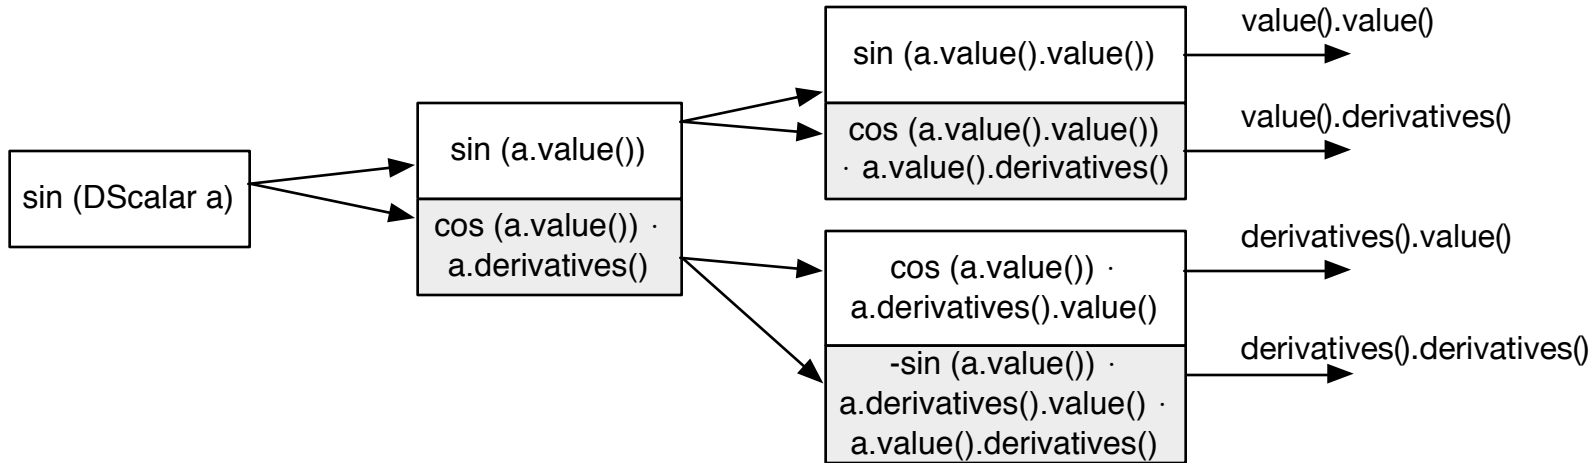 sin (DScalar a)
sin (a.value())
cos (a.value()) ·
a.derivatives()
sin (a.value().value())
cos (a.value().value())
· a.value().derivatives()
cos (a.value()) ·
a.derivatives().value()
-sin (a.value()) ·
a.derivatives().value() ·
a.value().derivatives()
value().value()
value().derivatives()
derivatives().value()
derivatives().derivatives()